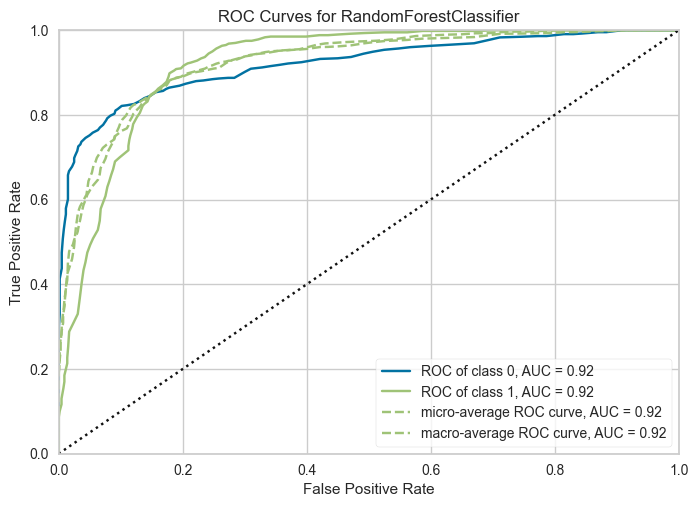 ROC Curves for RandomForestClassifier
1.0
0.8
0.6
0.4
0.2
0.0
True Positive Rate
ROC of class 0, AUC = 0.92
ROC of class 1, AUC = 0.92
micro-average ROC curve, AUC = 0.92
macro-average ROC curve, AUC = 0.92
0.0 0.2 0.4 0.6 0.8 1.0
False Positive Rate